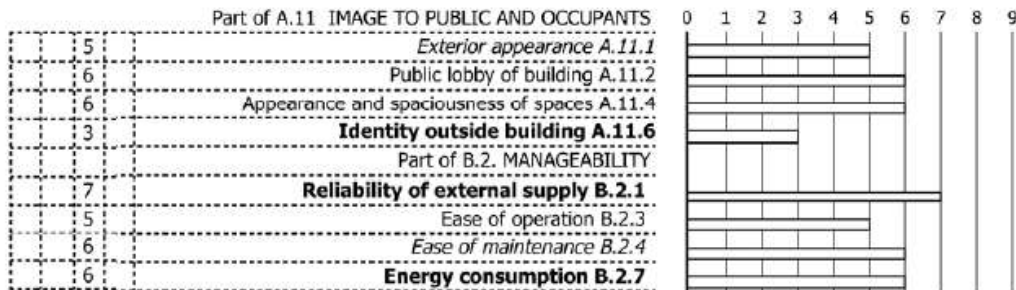 Part of A.11 IMAGE TO PUBLIC AND OCCUPANTS 0 1 2 3 4 5 6 7 8 9
5 Exterior appearance A.11.1
6 Public lobby of building A.11.2
6 Appearance and spaciousness of spaces A.11.4
3 Identity outside building A.11.6
Part of B.2. MANAGEABILITY
7 Reliability of external supply B.2.1
5 Ease of operation B.2.3
6 Ease of maintenance B.2.4
6 Energy consumption B.2.7